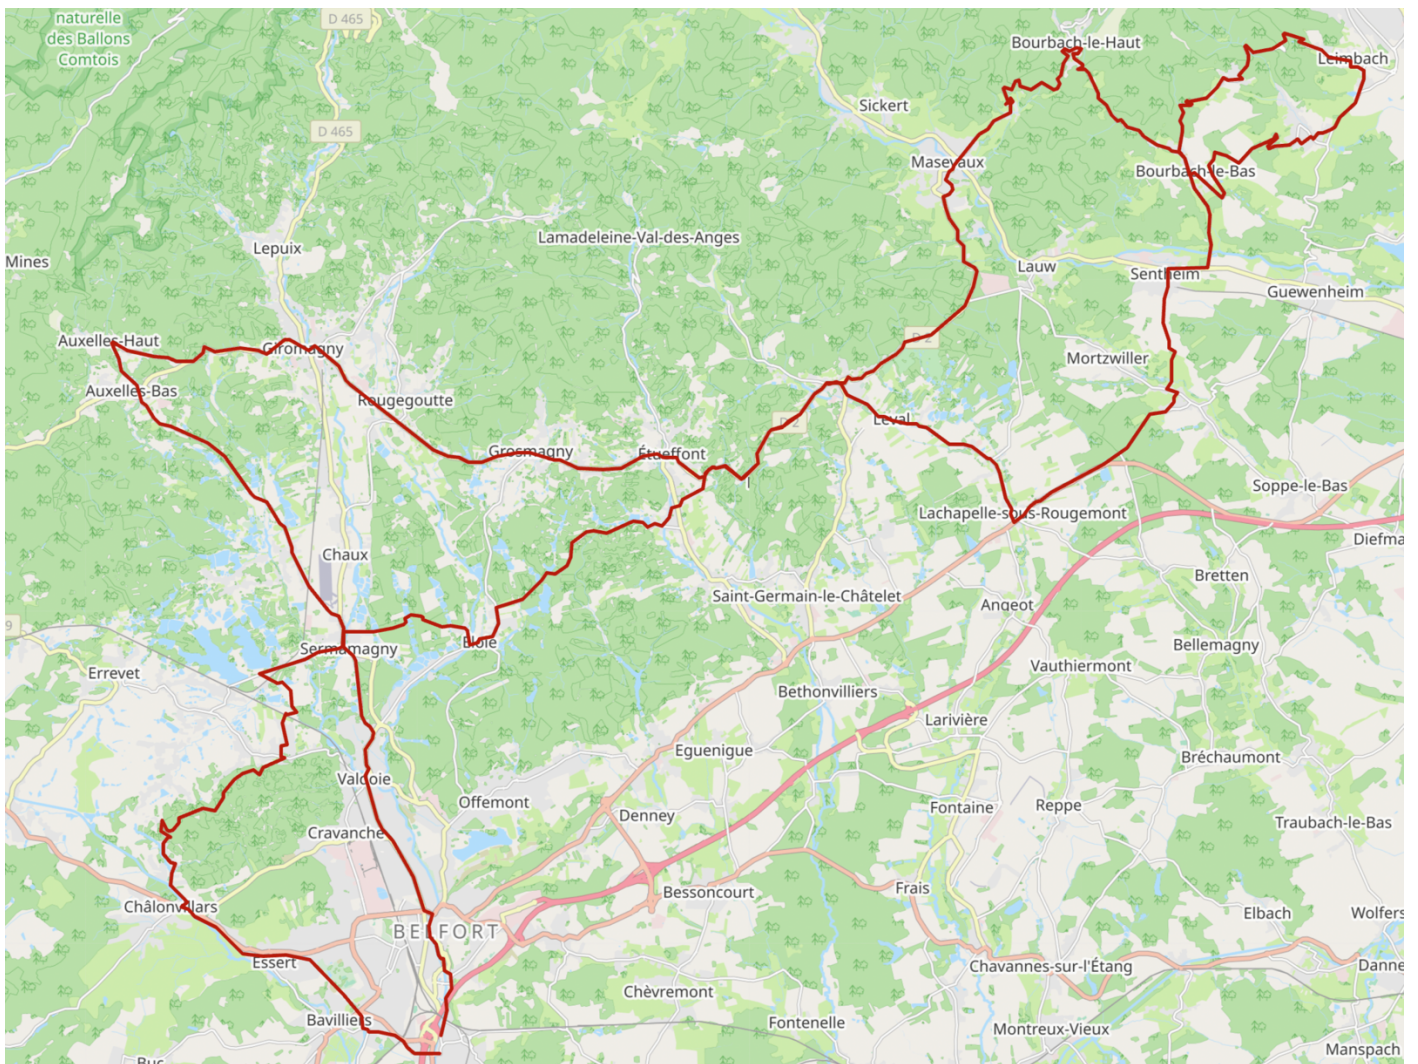 naturelle
des Ballons
Comtois
D 465
Bourbach-le-Haut
Leimbach
Sickert
D 465
Masevaux
Bourbach-le-Bas
Lepuix
Lamadeleine-Val-des-Anges
Mines
Lauw
Sentheim
Guewenheim
Auxelles-Haut
Giromagny
Mortzwiller
Auxelles-Bas
Rougegoutte
Leval
Grosmagny
Étueffont
Soppe-le-Bas
Lachapelle-sous-Rougemont
Diefma
Chaux
Bretten
Saint-Germain-le-Châtelet
Angeot
9
Sermamagny
Eloie
Bellemagny
Errevet
Vauthiermont
Bethonvilliers
Larivière
Eguenigue
Bréchaumont
Valdoie
Offemont
Denney
Fontaine
Reppe
Traubach-le-Bas
Cravanche
Bessoncourt
Frais
Châlonvillars
Elbach
Wolfers
BELFORT
Essert
Chavannes-sur-l'Étang
Danne
Chèvremont
Bavilliers
Fontenelle
Montreux-Vieux
Manspach
Buc